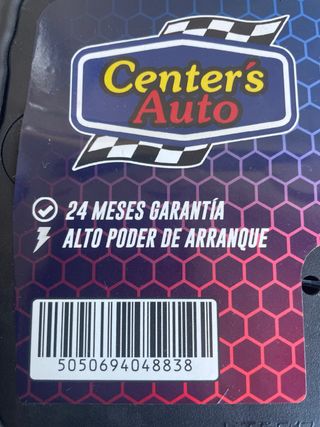 Center's
Auto
24 MESES GARANTÍA
ALTO PODER DE ARRANQUE
5050694048838